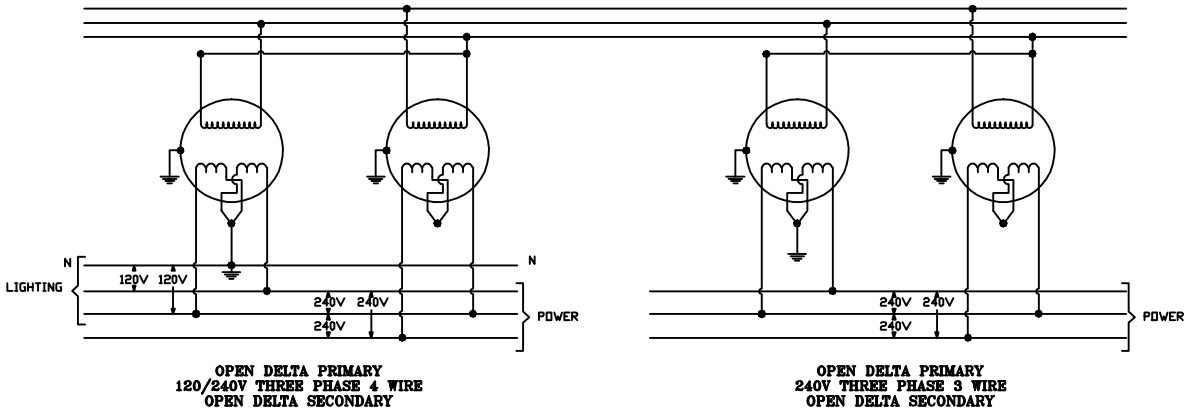 N
N
120V 120V
LIGHTING
240V 240V
240V
POWER
240V 240V
240V
POWER
OPEN DELTA PRIMARY
120/240V THREE PHASE 4 WIRE
OPEN DELTA SECONDARY
OPEN DELTA PRIMARY
240V THREE PHASE 3 WIRE
OPEN DELTA SECONDARY